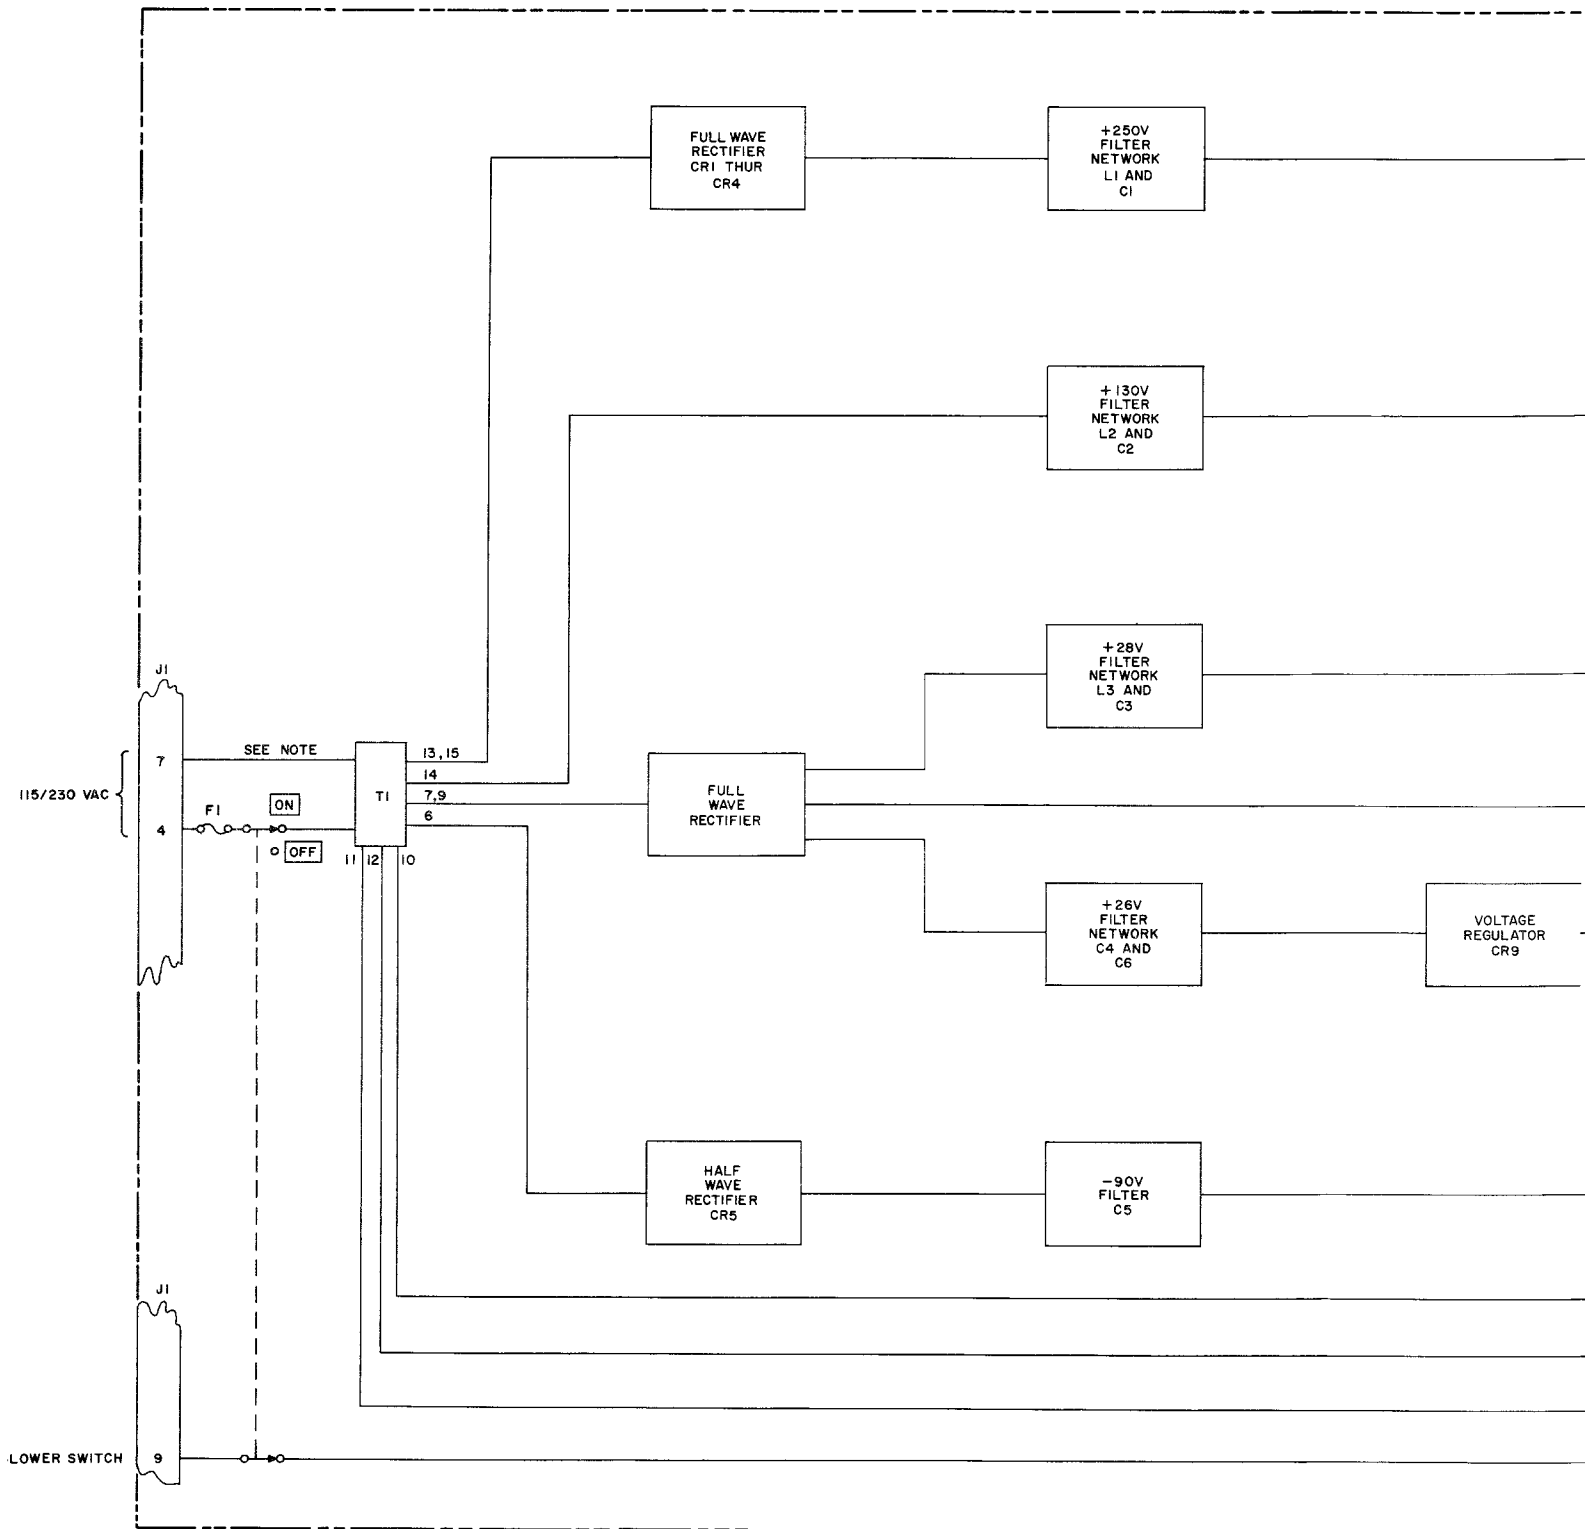 FULL WAVE
RECTIFIER
CR1 THUR
CR4
+250V
FILTER
NETWORK
L1 AND
C1
+130V
FILTER
NETWORK
L2 AND
C2
+28V
FILTER
NETWORK
L3 AND
C3
J1
7
SEE NOTE
115/230 VAC
4
F1
ON
OFF
T1
13,15
14
7,9
6
11
12
10
FULL
WAVE
RECTIFIER
+26V
FILTER
NETWORK
C4 AND
C6
VOLTAGE
REGULATOR
CR9
HALF
WAVE
RECTIFIER
CR5
-90V
FILTER
C5
J1
LOWER SWITCH
9